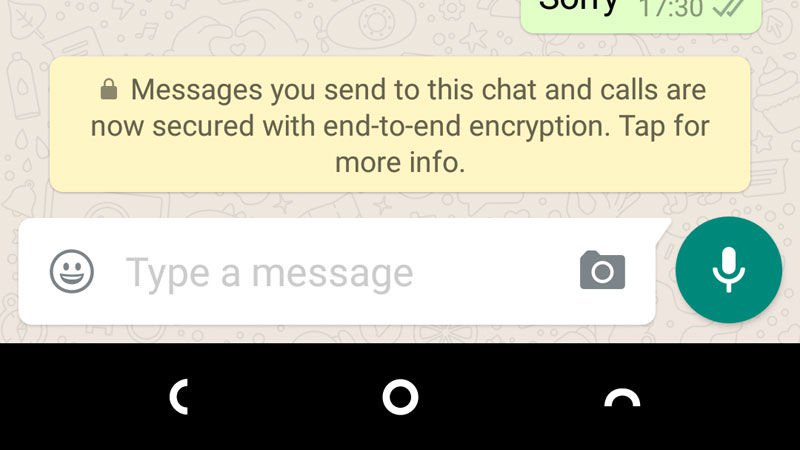 Sorry 17:30
Messages you send to this chat and calls are
now secured with end-to-end encryption. Tap for
more info.
Type a message